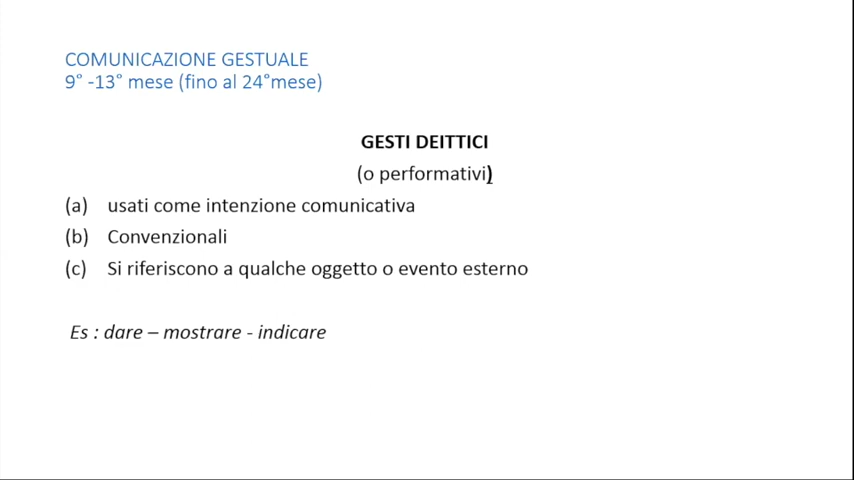 COMUNICAZIONE GESTUALE
9° -13° mese (fino al 24°mese)
GESTI DEITTICI
(o performativi)
(a) usati come intenzione comunicativa
(b) Convenzionali
(c) Si riferiscono a qualche oggetto o evento esterno
Es : dare – mostrare - indicare